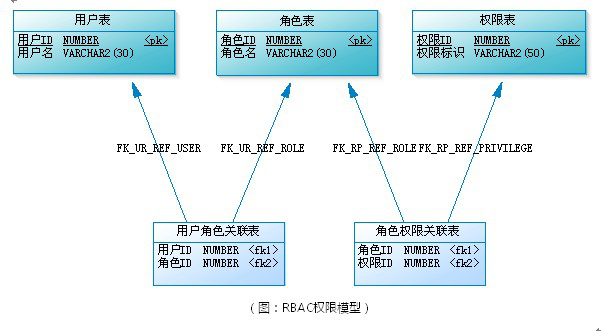 用户表
用户ID NUMBER <pk>
用户名 VARCHAR2(30)
角色表
角色ID NUMBER <pk>
角色名 VARCHAR2(30)
权限表
权限ID NUMBER <pk>
权限标识 VARCHAR2(50)
FK_UR_REF_USER
FK_UR_REF_ROLE
FK_RP_REF_ROLE
FK_RP_REF_PRIVILEGE
用户角色关联表
用户ID NUMBER <fk1>
角色ID NUMBER <fk2>
角色权限关联表
角色ID NUMBER <fk1>
权限ID NUMBER <fk2>
（图：RBAC权限模型）